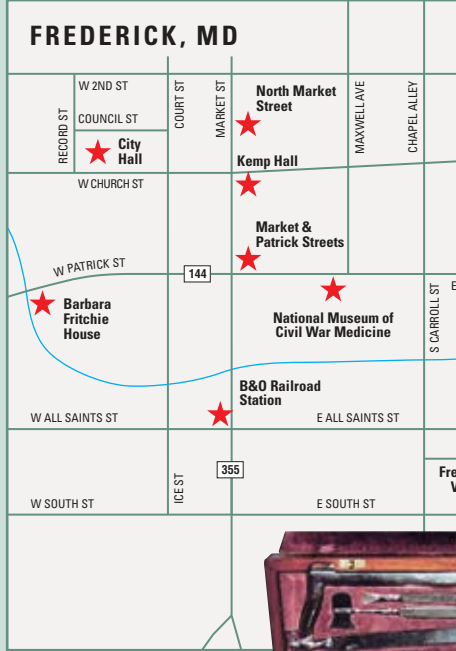 FREDERICK, MD
W 2ND ST
COUNCIL ST
RECORD ST
COURT ST
MARKET ST
MAXWELL AVE
CHAPEL ALLEY
North Market
Street
City
Hall
Kemp Hall
W CHURCH ST
Market &
Patrick Streets
W PATRICK ST
144
Barbara
Fritchie
House
National Museum of
Civil War Medicine
S CARROLL ST
E
B&O Railroad
Station
W ALL SAINTS ST
E ALL SAINTS ST
355
ICE ST
W SOUTH ST
E SOUTH ST